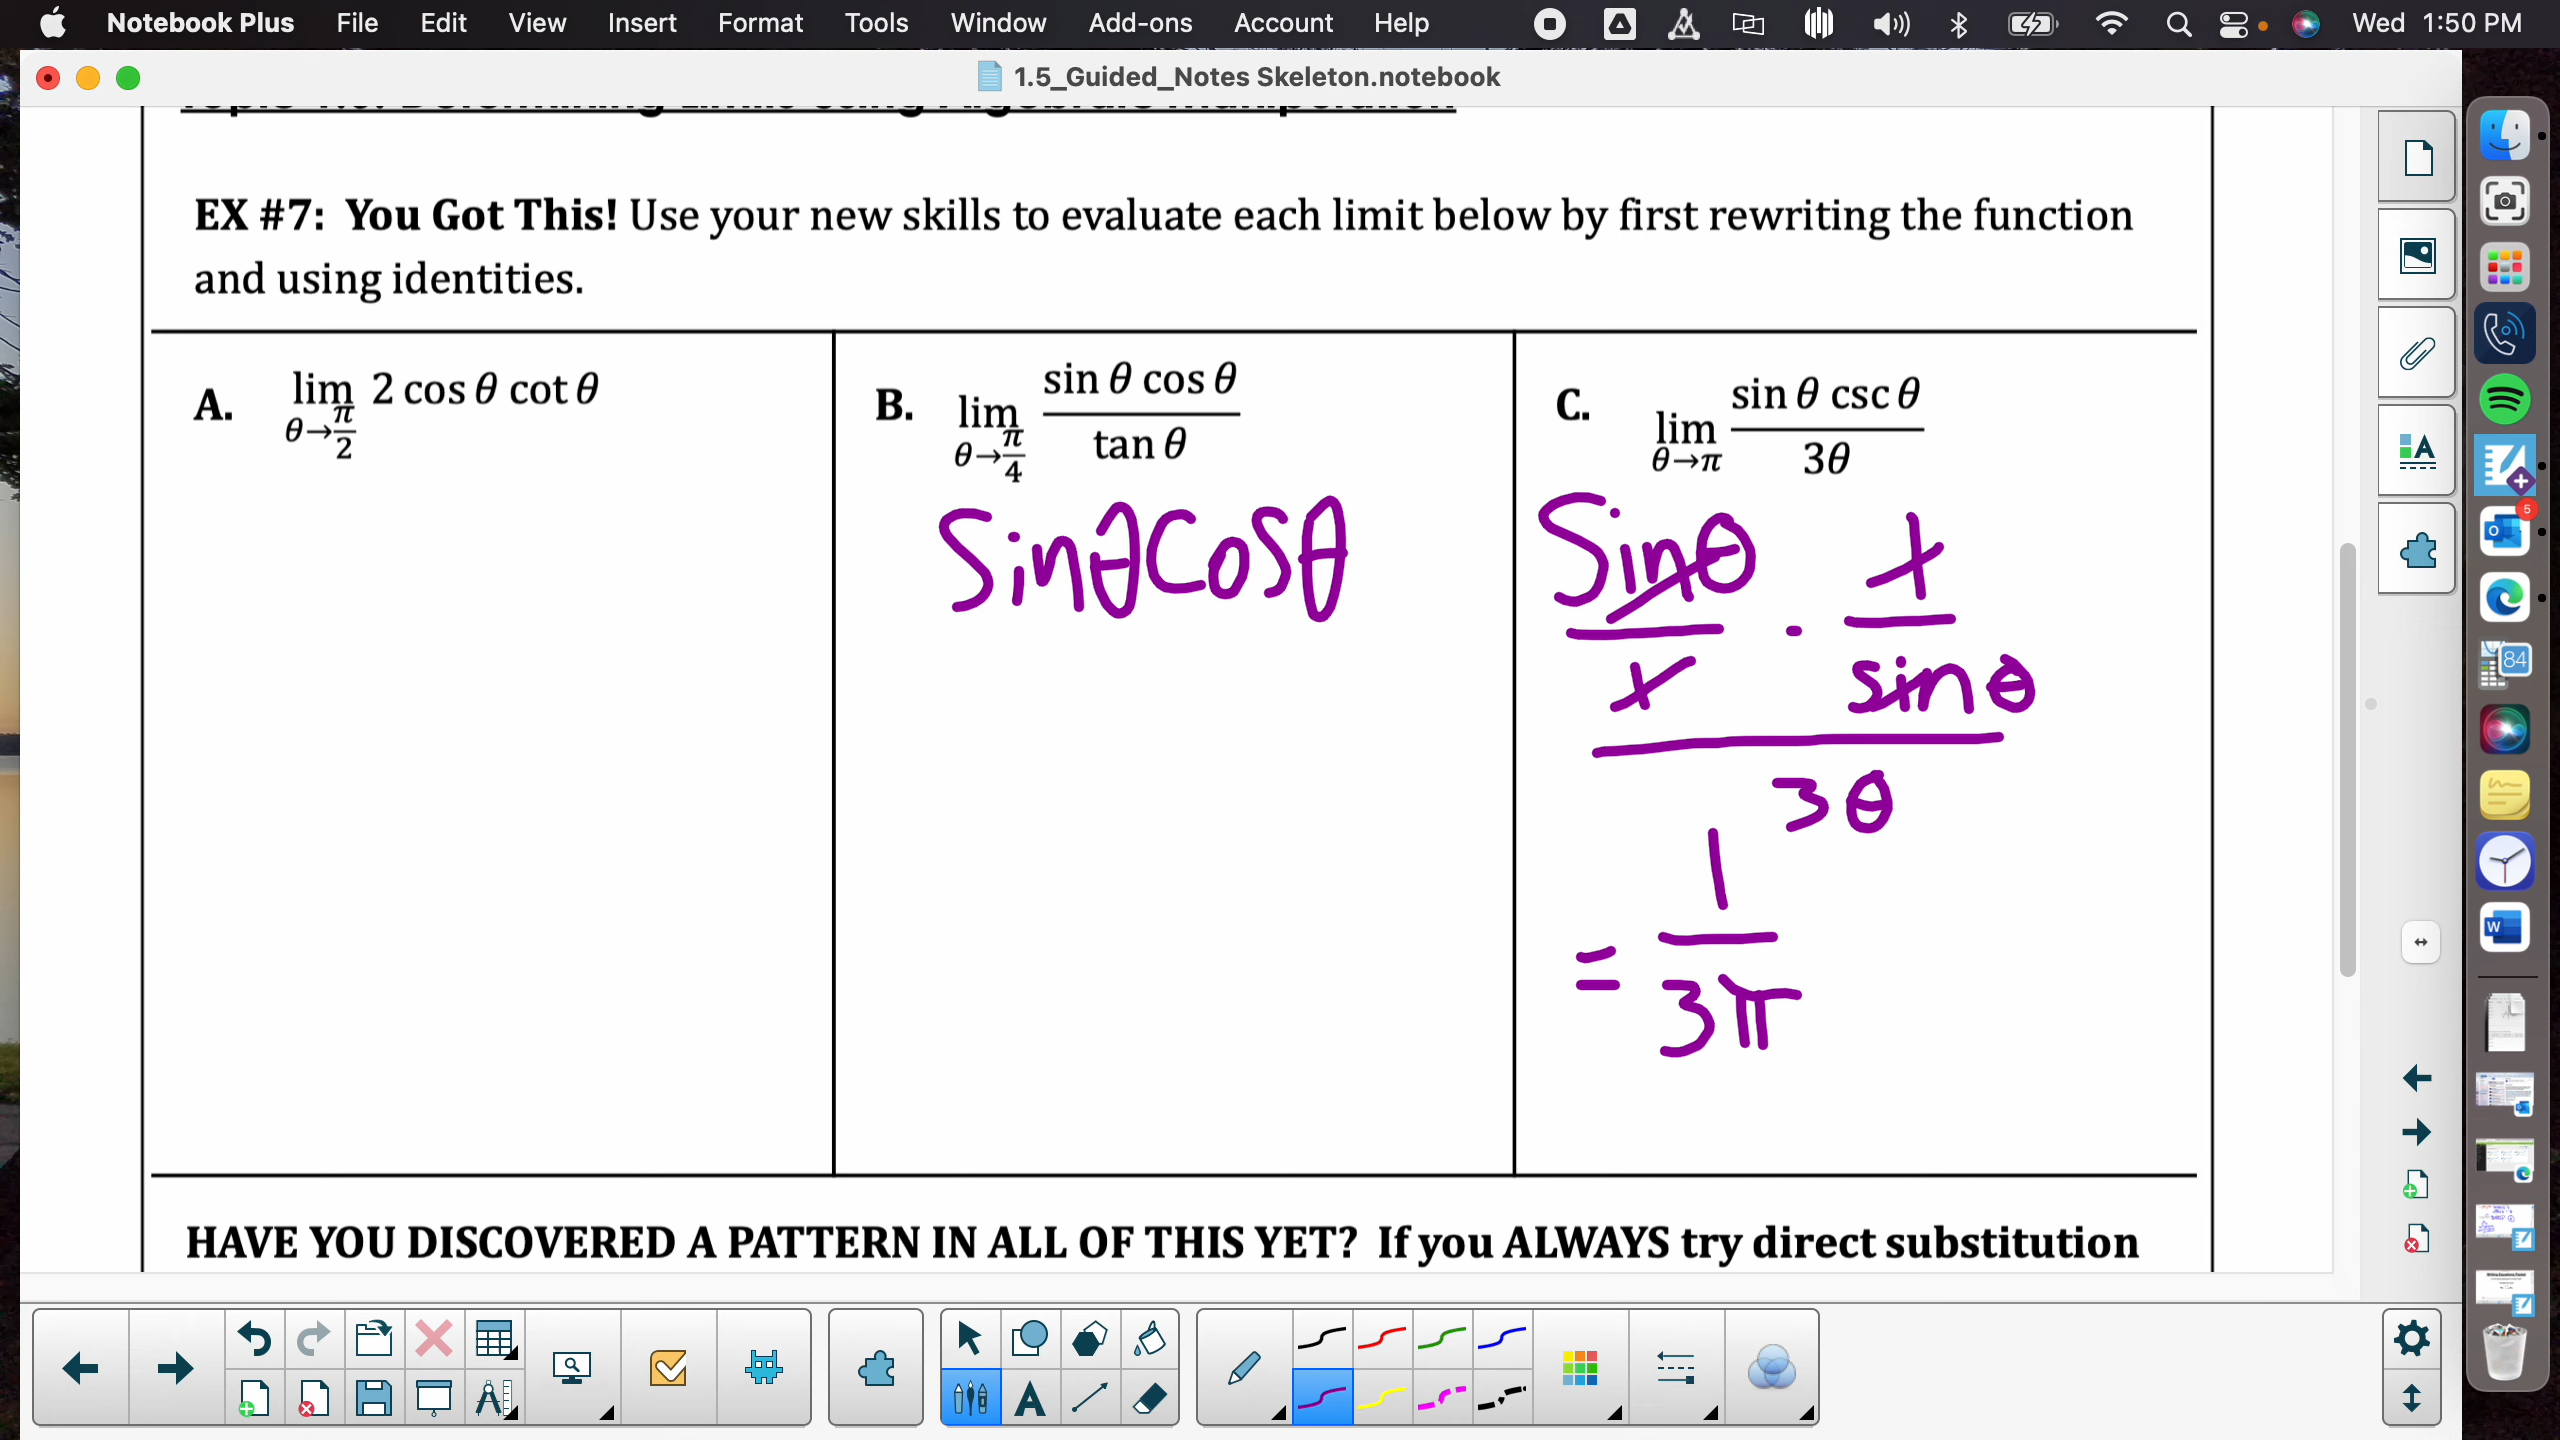 Notebook Plus File Edit View Insert Format Tools Window Add-ons Account Help Wed 1:50 PM
1.5_Guided_Notes Skeleton.notebook
EX #7: You Got This! Use your new skills to evaluate each limit below by first rewriting the function
and using identities.
A. lim θ→π/2 2 cos θ cot θ
B. lim θ→π/4 sin θ cos θ / tan θ
sinθcosθ
C. lim θ→π sin θ csc θ / 3θ
sinθ/1 · 1/sinθ
3θ
= 1/3π
HAVE YOU DISCOVERED A PATTERN IN ALL OF THIS YET? If you ALWAYS try direct substitution
5
84
A
A
W